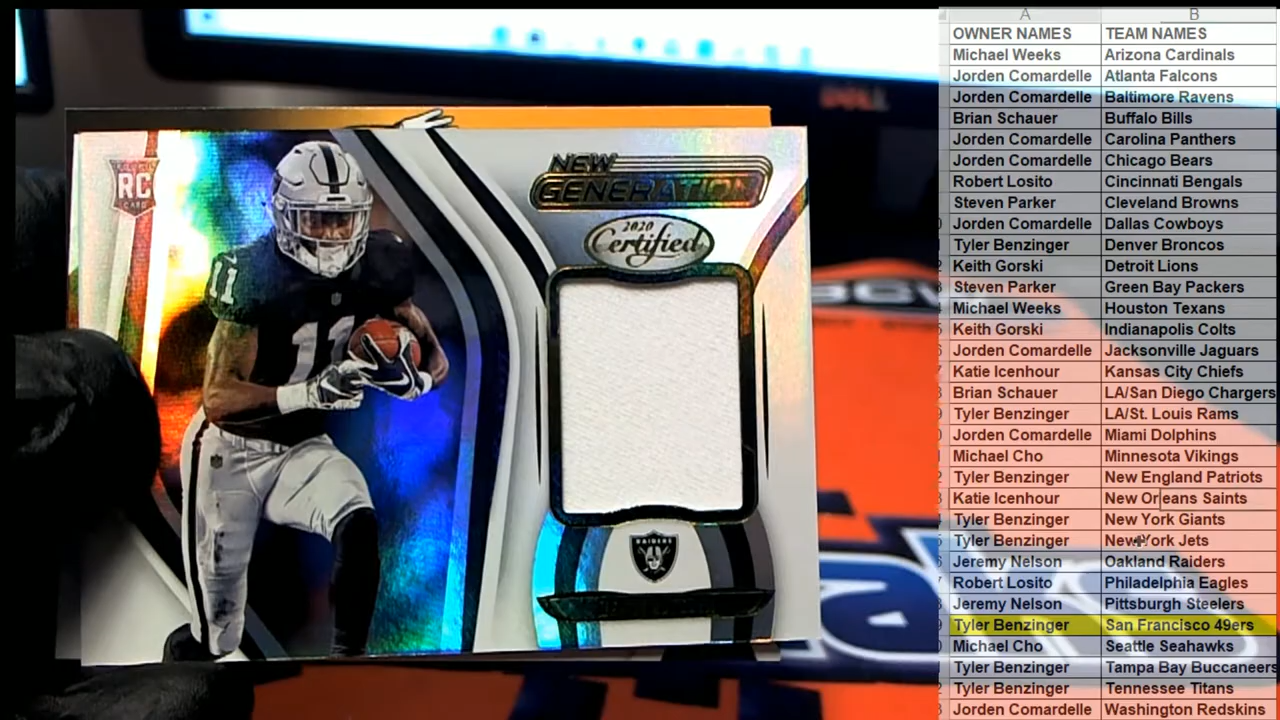 A
B
OWNER NAMES TEAM NAMES
Michael Weeks Arizona Cardinals
Jorden Comardelle Atlanta Falcons
Jorden Comardelle Baltimore Ravens
Brian Schauer Buffalo Bills
Jorden Comardelle Carolina Panthers
Jorden Comardelle Chicago Bears
Robert Losito Cincinnati Bengals
Steven Parker Cleveland Browns
Jorden Comardelle Dallas Cowboys
Tyler Benzinger Denver Broncos
Keith Gorski Detroit Lions
Steven Parker Green Bay Packers
Michael Weeks Houston Texans
Keith Gorski Indianapolis Colts
Jorden Comardelle Jacksonville Jaguars
Katie Icenhour Kansas City Chiefs
Brian Schauer LA/San Diego Chargers
Tyler Benzinger LA/St. Louis Rams
Jorden Comardelle Miami Dolphins
Michael Cho Minnesota Vikings
Tyler Benzinger New England Patriots
Katie Icenhour New Orleans Saints
Tyler Benzinger New York Giants
Tyler Benzinger New York Jets
Jeremy Nelson Oakland Raiders
Robert Losito Philadelphia Eagles
Jeremy Nelson Pittsburgh Steelers
Tyler Benzinger San Francisco 49ers
Michael Cho Seattle Seahawks
Tyler Benzinger Tampa Bay Buccaneers
Tyler Benzinger Tennessee Titans
Jorden Comardelle Washington Redskins
DELL
RC
CARD
NEW
GENERATION
2020
Certified
11
11
RAIDERS